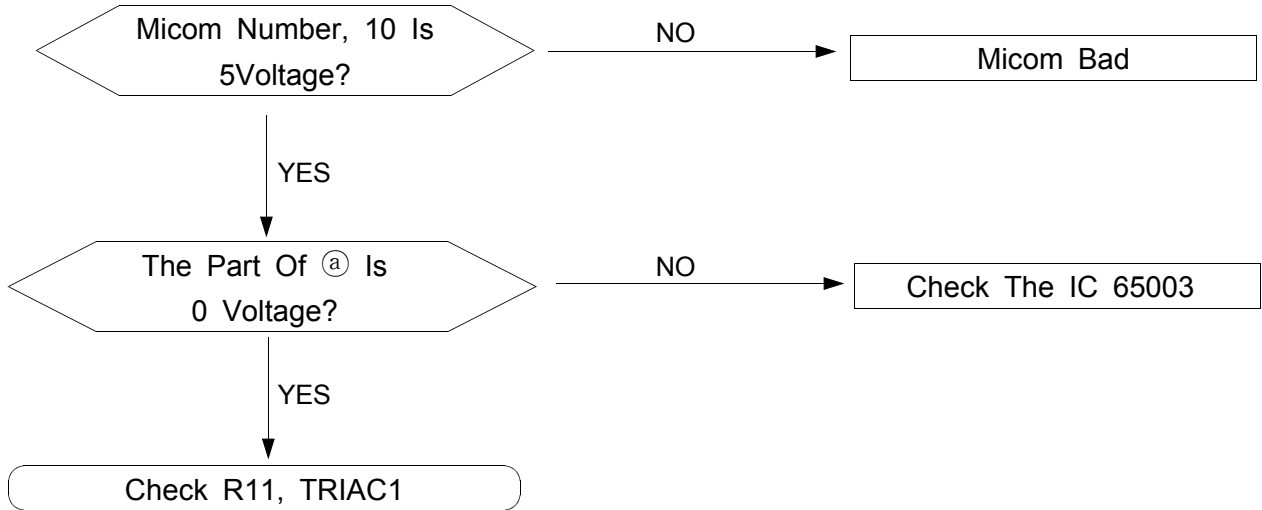 Micom Number, 10 Is
5Voltage?
NO
Micom Bad
YES
The Part Of ⓐ Is
0 Voltage?
NO
Check The IC 65003
YES
Check R11, TRIAC1